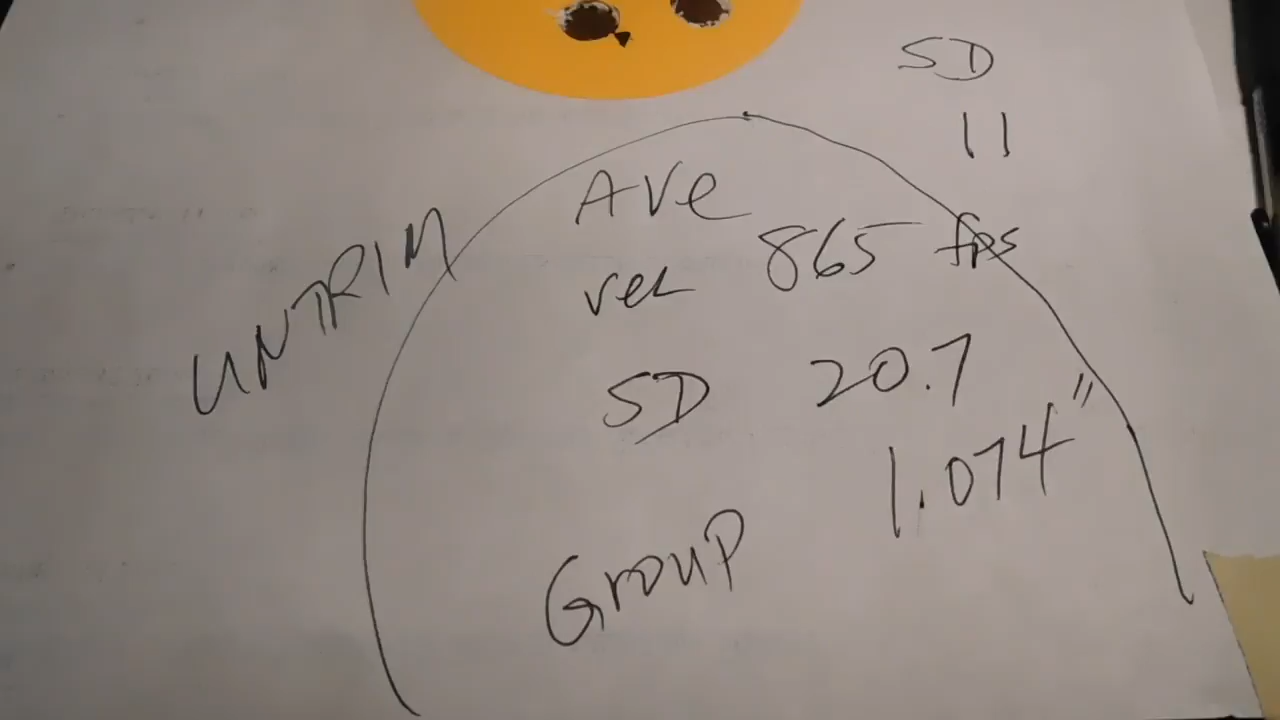 SD
11
UNTRIM
Ave
vel 865 fps
SD 20.7
Group 1.074"